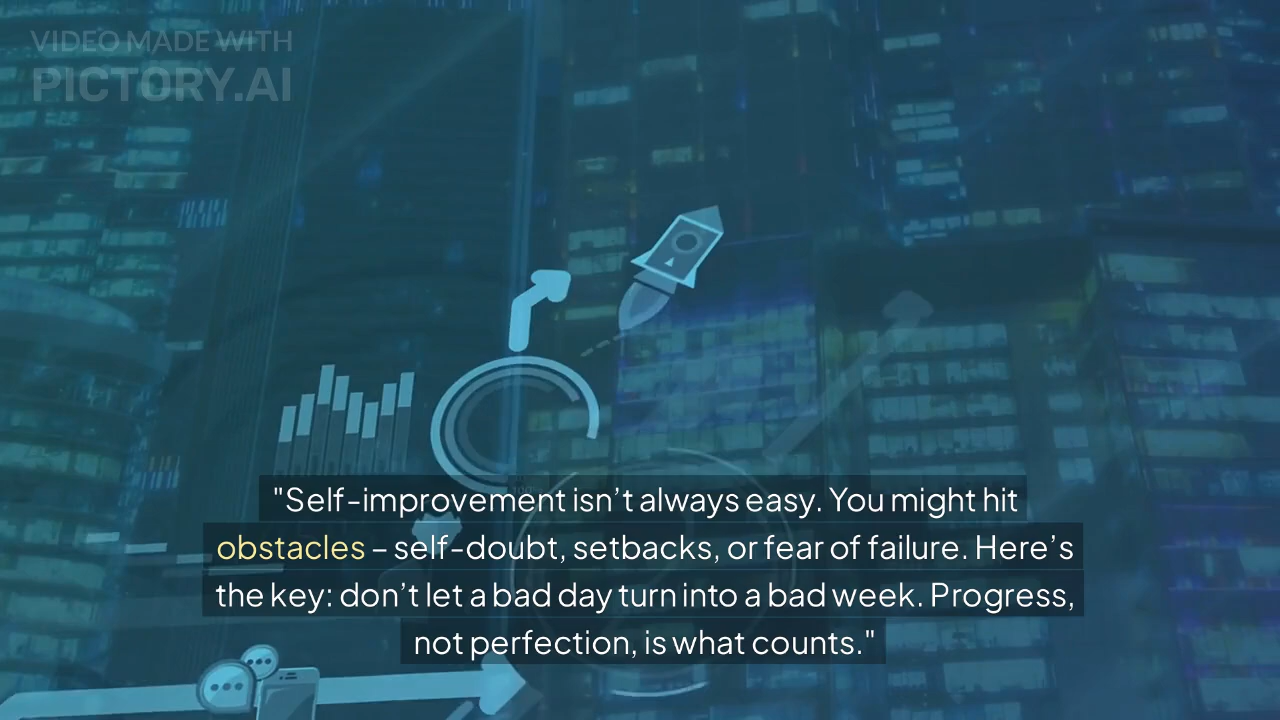 VIDEO MADE WITH
PICTORY.AI
"Self-improvement isn’t always easy. You might hit
obstacles – self-doubt, setbacks, or fear of failure. Here’s
the key: don’t let a bad day turn into a bad week. Progress,
not perfection, is what counts."